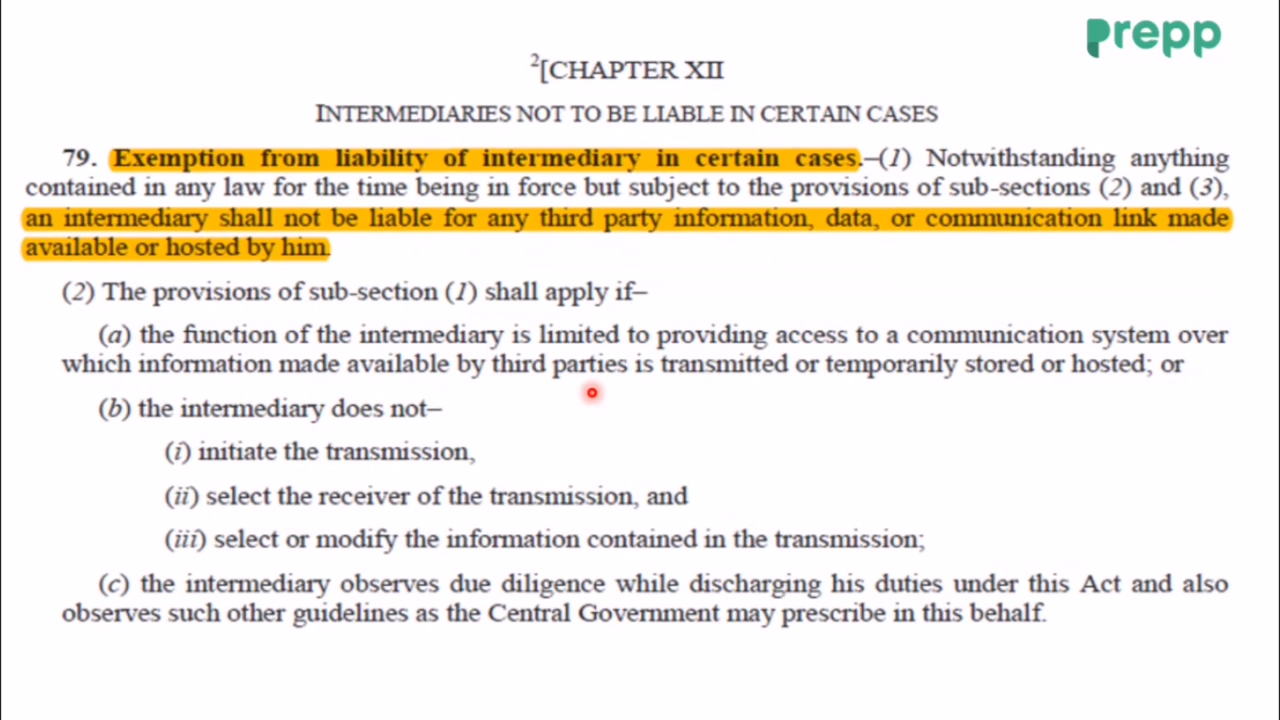 prepp
2[CHAPTER XII
INTERMEDIARIES NOT TO BE LIABLE IN CERTAIN CASES
79. Exemption from liability of intermediary in certain cases.–(1) Notwithstanding anything
contained in any law for the time being in force but subject to the provisions of sub-sections (2) and (3),
an intermediary shall not be liable for any third party information, data, or communication link made
available or hosted by him.
(2) The provisions of sub-section (1) shall apply if–
(a) the function of the intermediary is limited to providing access to a communication system over
which information made available by third parties is transmitted or temporarily stored or hosted; or
(b) the intermediary does not–
(i) initiate the transmission,
(ii) select the receiver of the transmission, and
(iii) select or modify the information contained in the transmission;
(c) the intermediary observes due diligence while discharging his duties under this Act and also
observes such other guidelines as the Central Government may prescribe in this behalf.